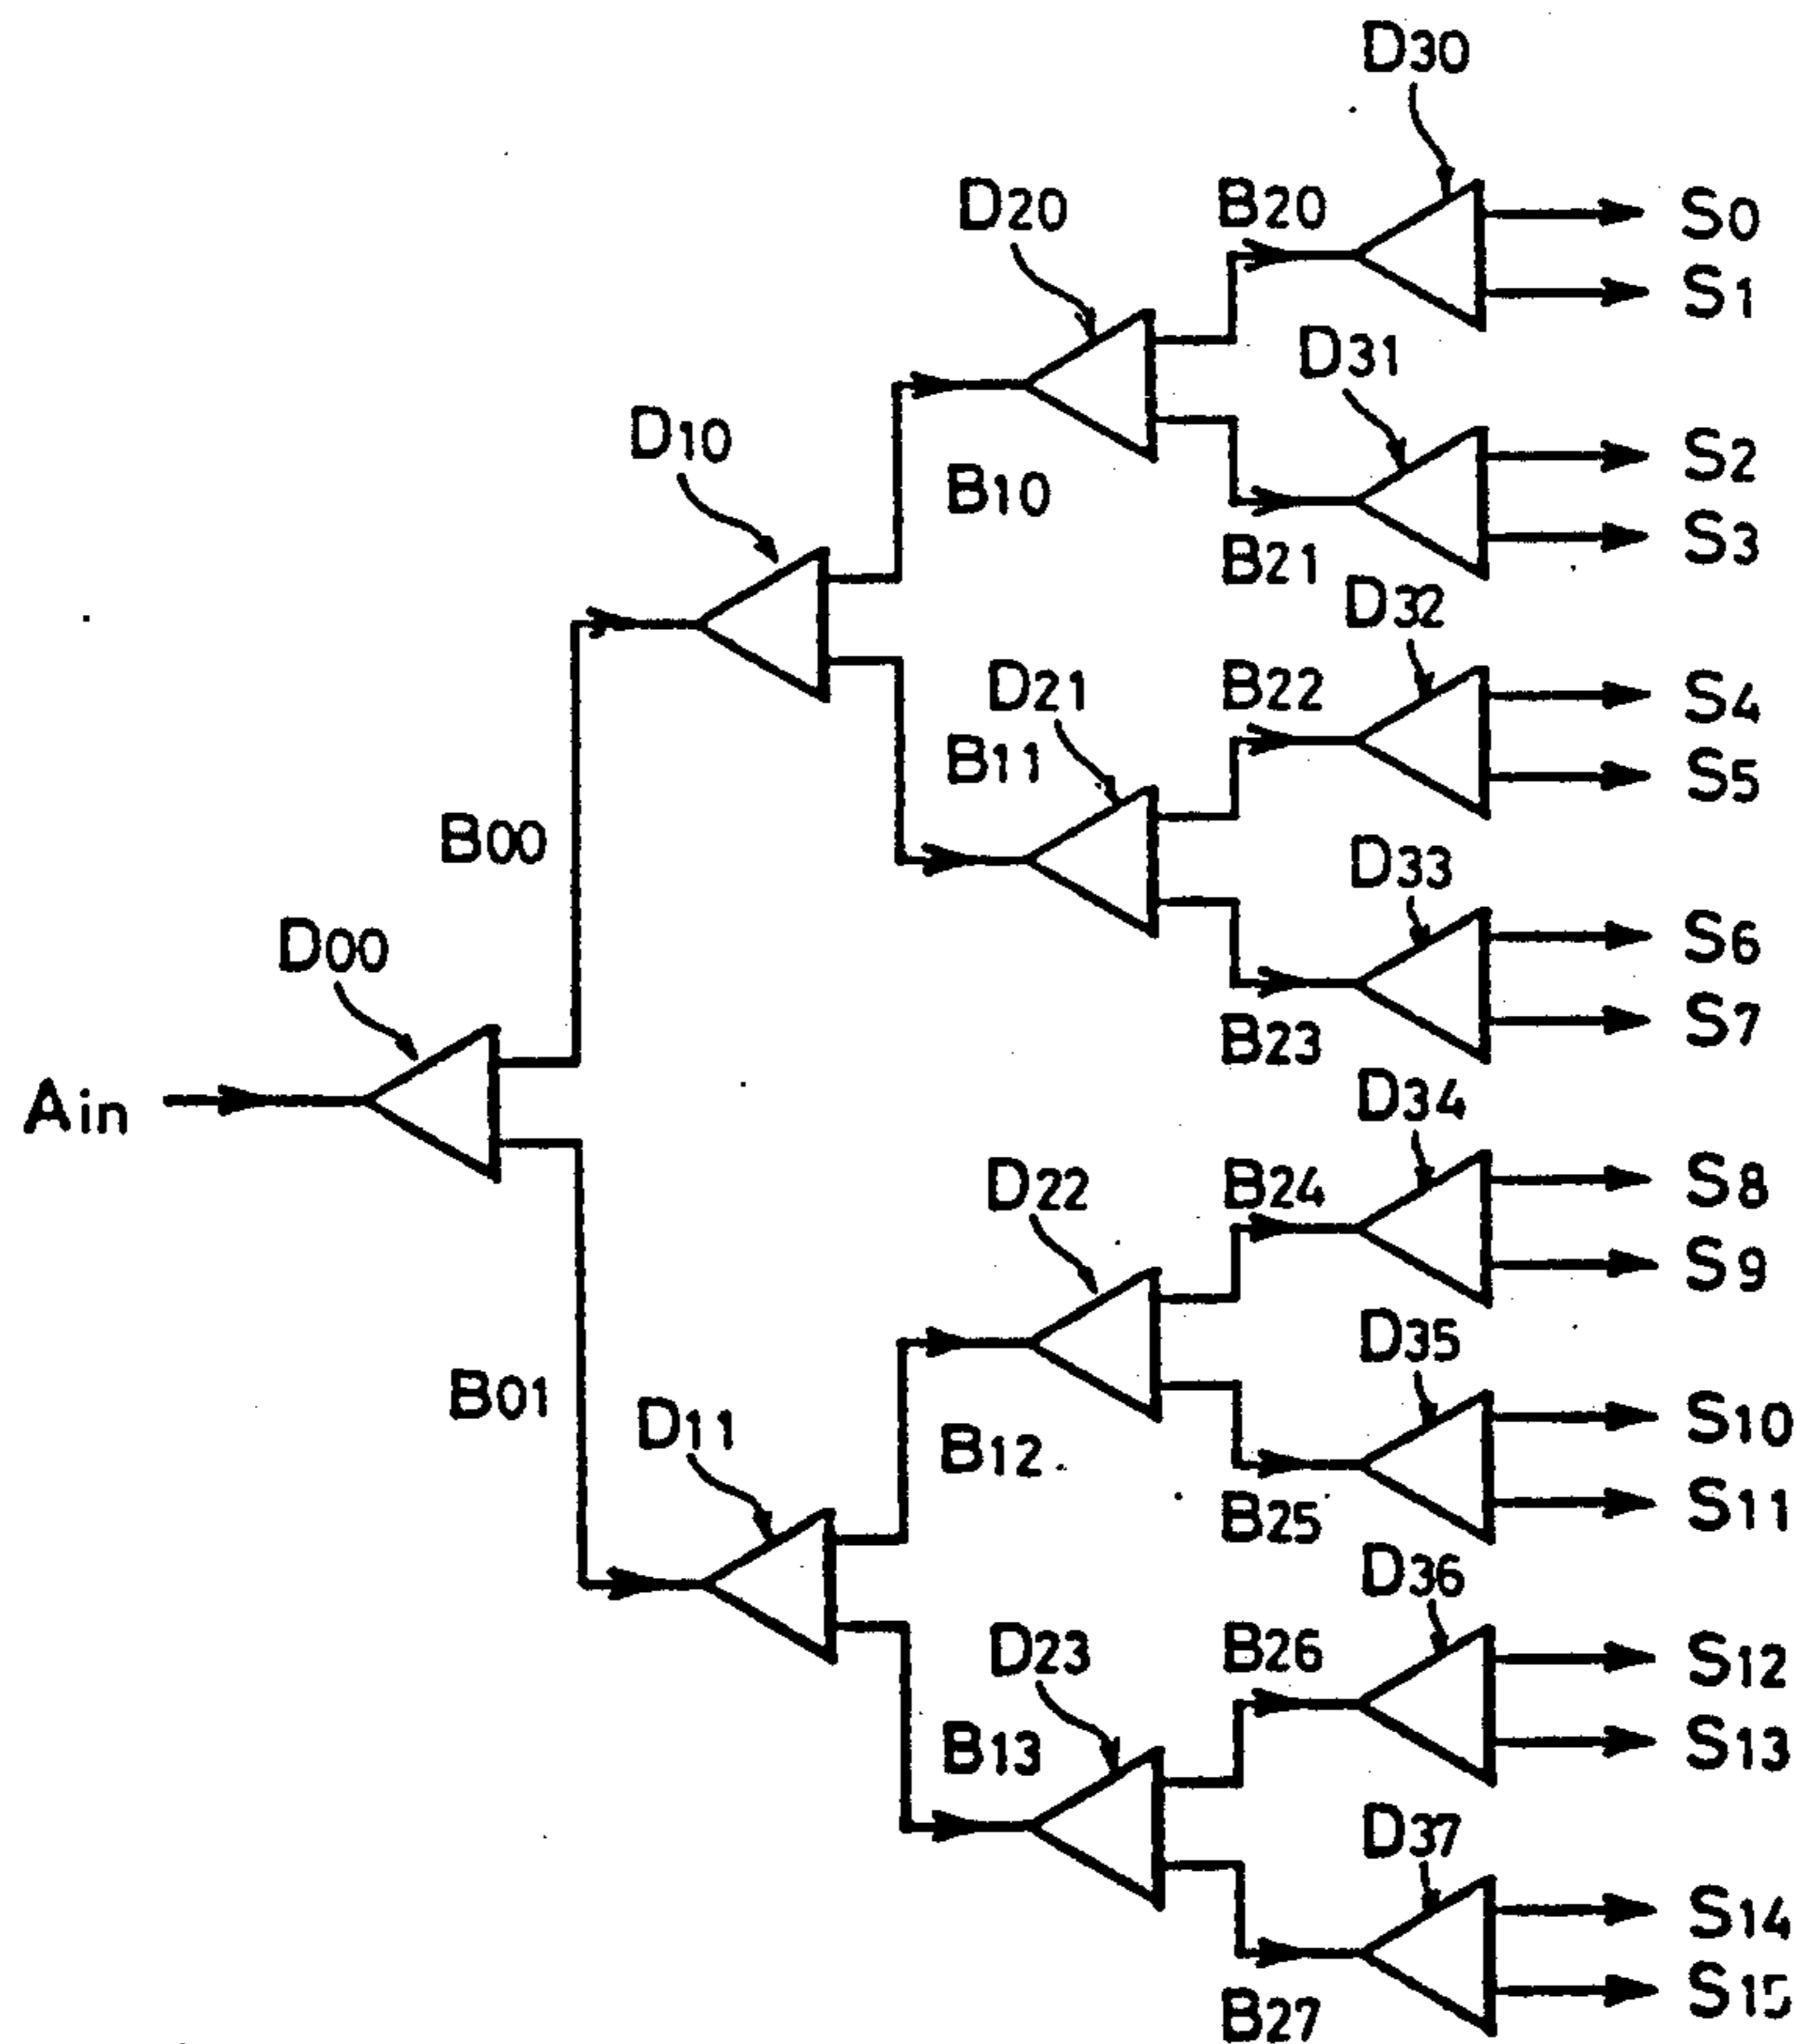 D30
D20 B20 S0
S1
D31
D10 S2
B10 S3
B21
D32
D21 B22 S4
B11 S5
B00 D33
D00 S6
B23 S7
Ain D34
D22 B24 S8
S9
D35
B01 D11 S10
B12 B25 S11
D36
D23 B26 S12
B13 S13
D37
S14
B27 S15